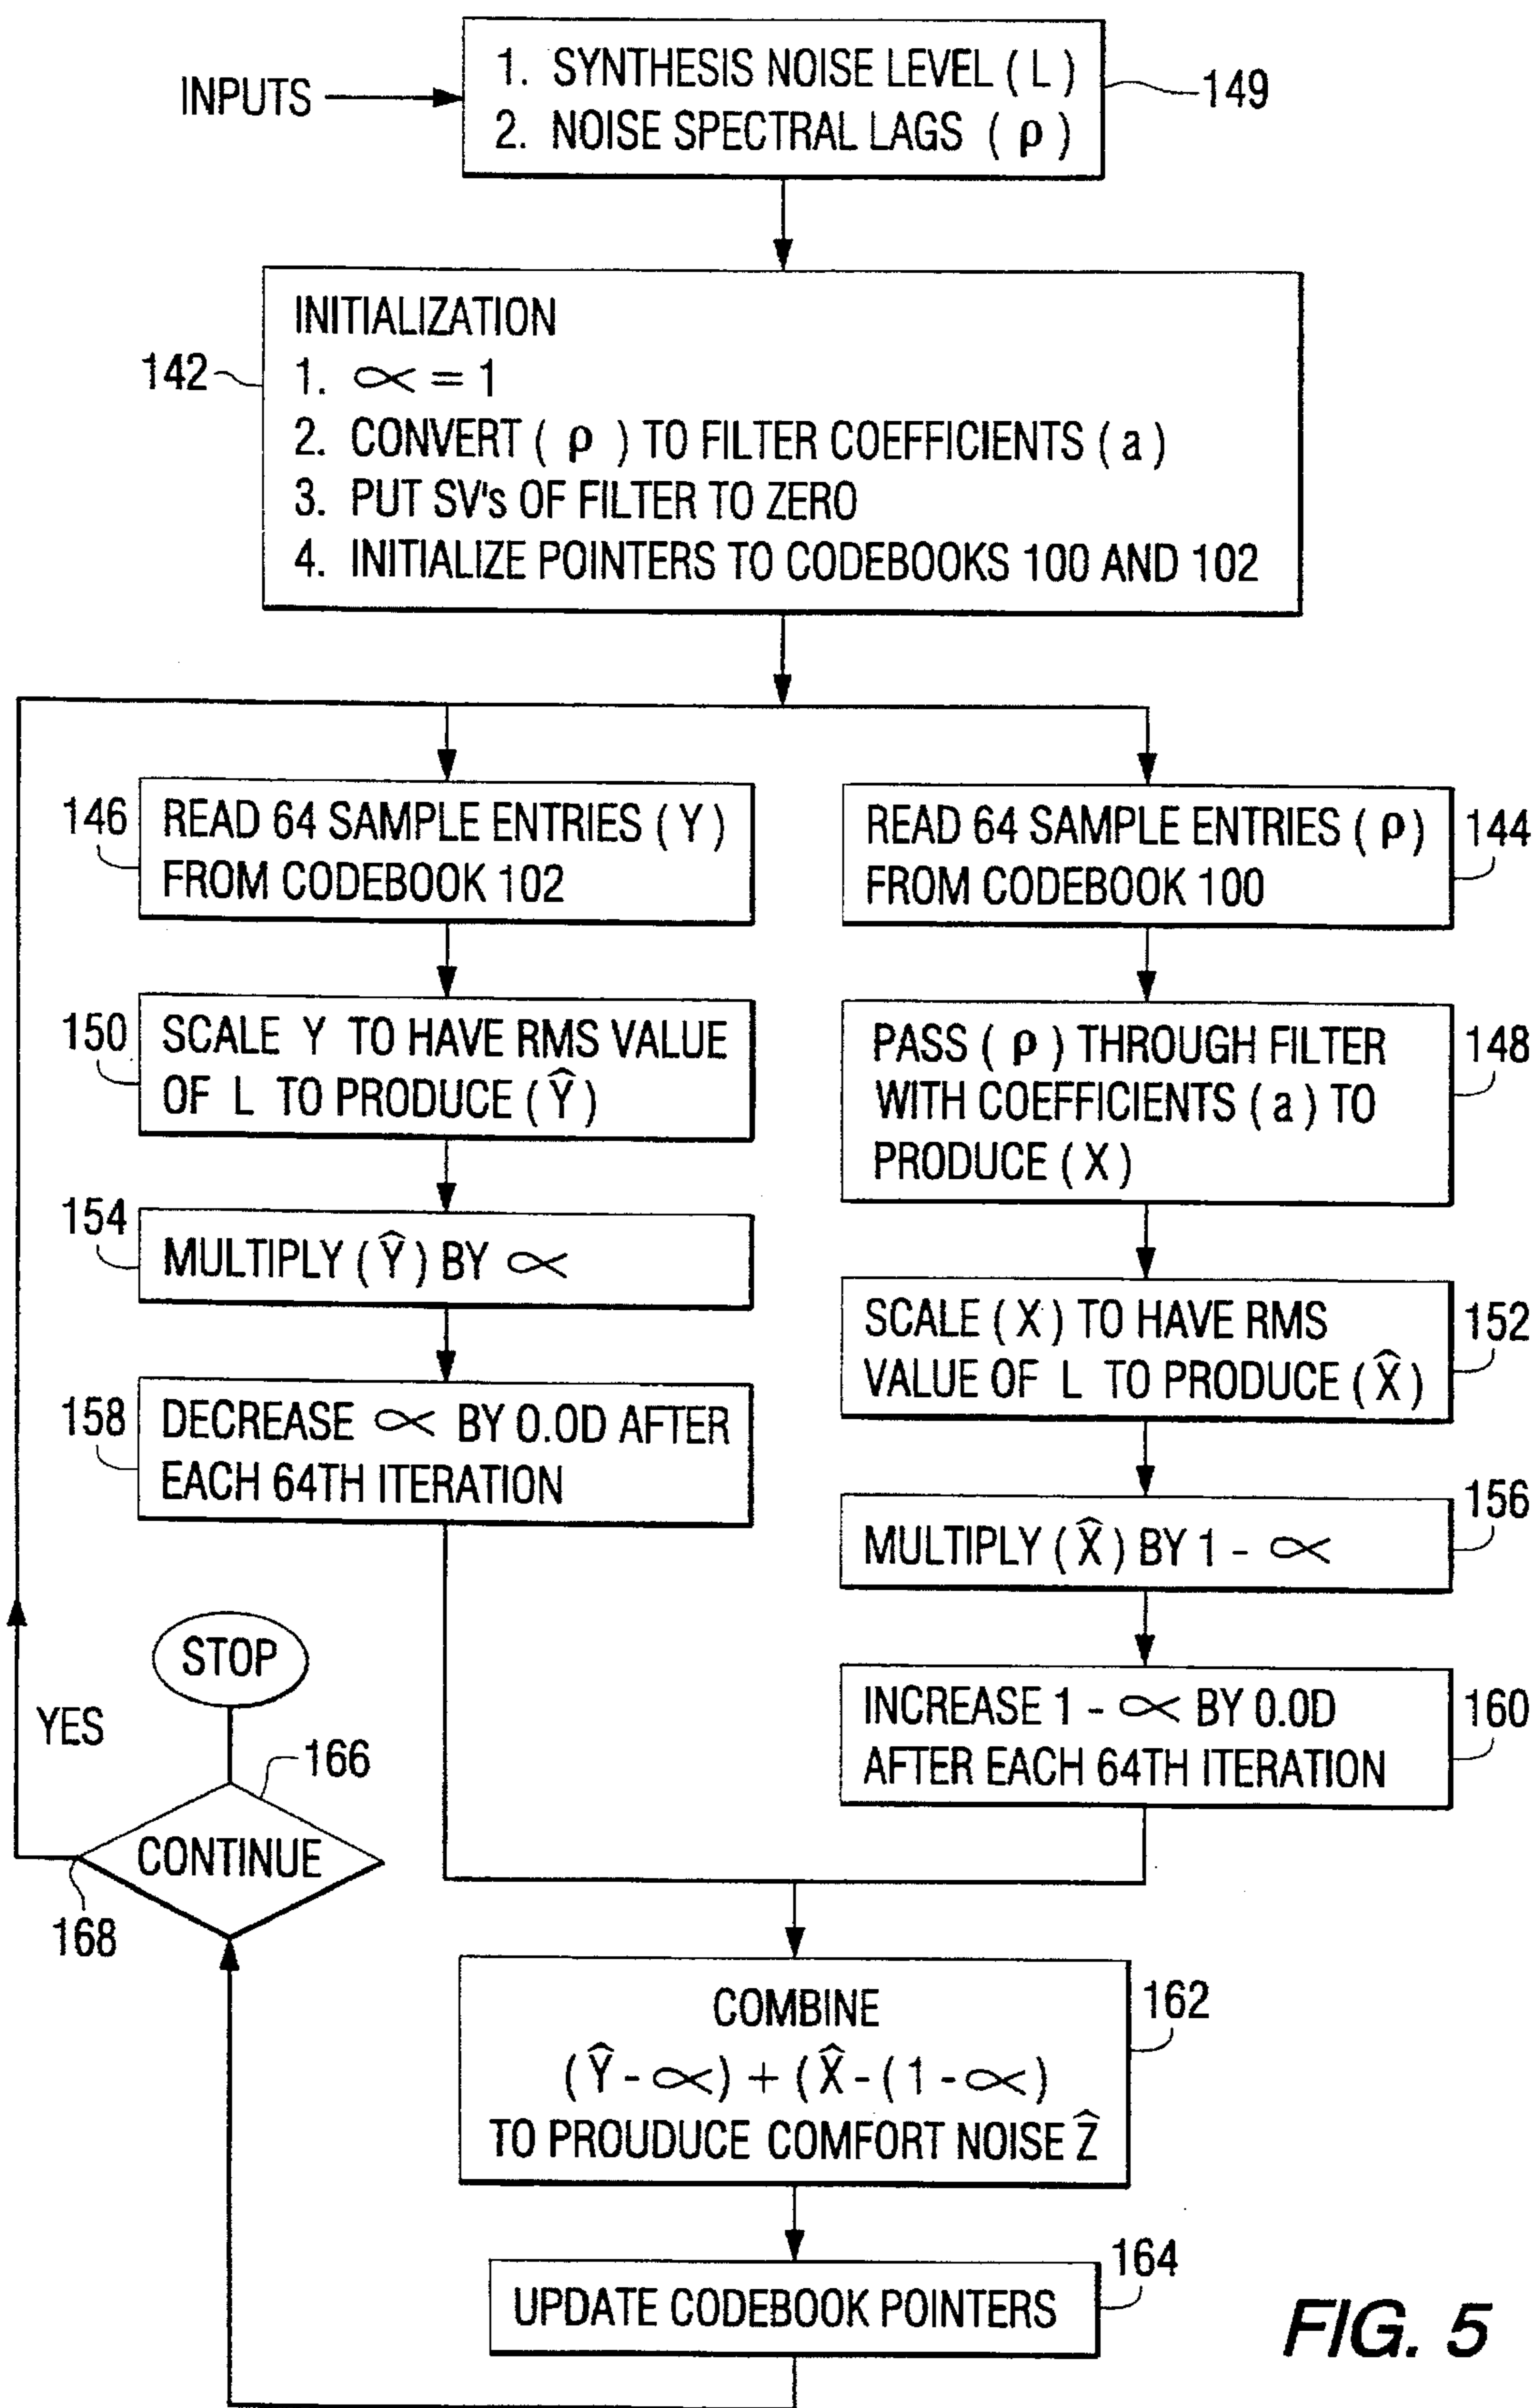 INPUTS
1. SYNTHESIS NOISE LEVEL ( L )
2. NOISE SPECTRAL LAGS ( ρ )
149
INITIALIZATION
1. ∝ = 1
2. CONVERT ( ρ ) TO FILTER COEFFICIENTS ( a )
3. PUT SV's OF FILTER TO ZERO
4. INITIALIZE POINTERS TO CODEBOOKS 100 AND 102
142
146
READ 64 SAMPLE ENTRIES ( Y )
FROM CODEBOOK 102
READ 64 SAMPLE ENTRIES ( ρ )
FROM CODEBOOK 100
144
150
SCALE Y TO HAVE RMS VALUE
OF L TO PRODUCE ( Ŷ )
PASS ( ρ ) THROUGH FILTER
WITH COEFFICIENTS ( a ) TO
PRODUCE ( X )
148
154
MULTIPLY ( Ŷ ) BY ∝
SCALE ( X ) TO HAVE RMS
VALUE OF L TO PRODUCE ( X̂ )
152
158
DECREASE ∝ BY 0.0D AFTER
EACH 64TH ITERATION
MULTIPLY ( X̂ ) BY 1 - ∝
156
INCREASE 1 - ∝ BY 0.0D
AFTER EACH 64TH ITERATION
160
STOP
YES
166
CONTINUE
168
COMBINE
( Ŷ - ∝ ) + ( X̂ - ( 1 - ∝ )
TO PROUDUCE COMFORT NOISE Ẑ
162
UPDATE CODEBOOK POINTERS
164
FIG. 5